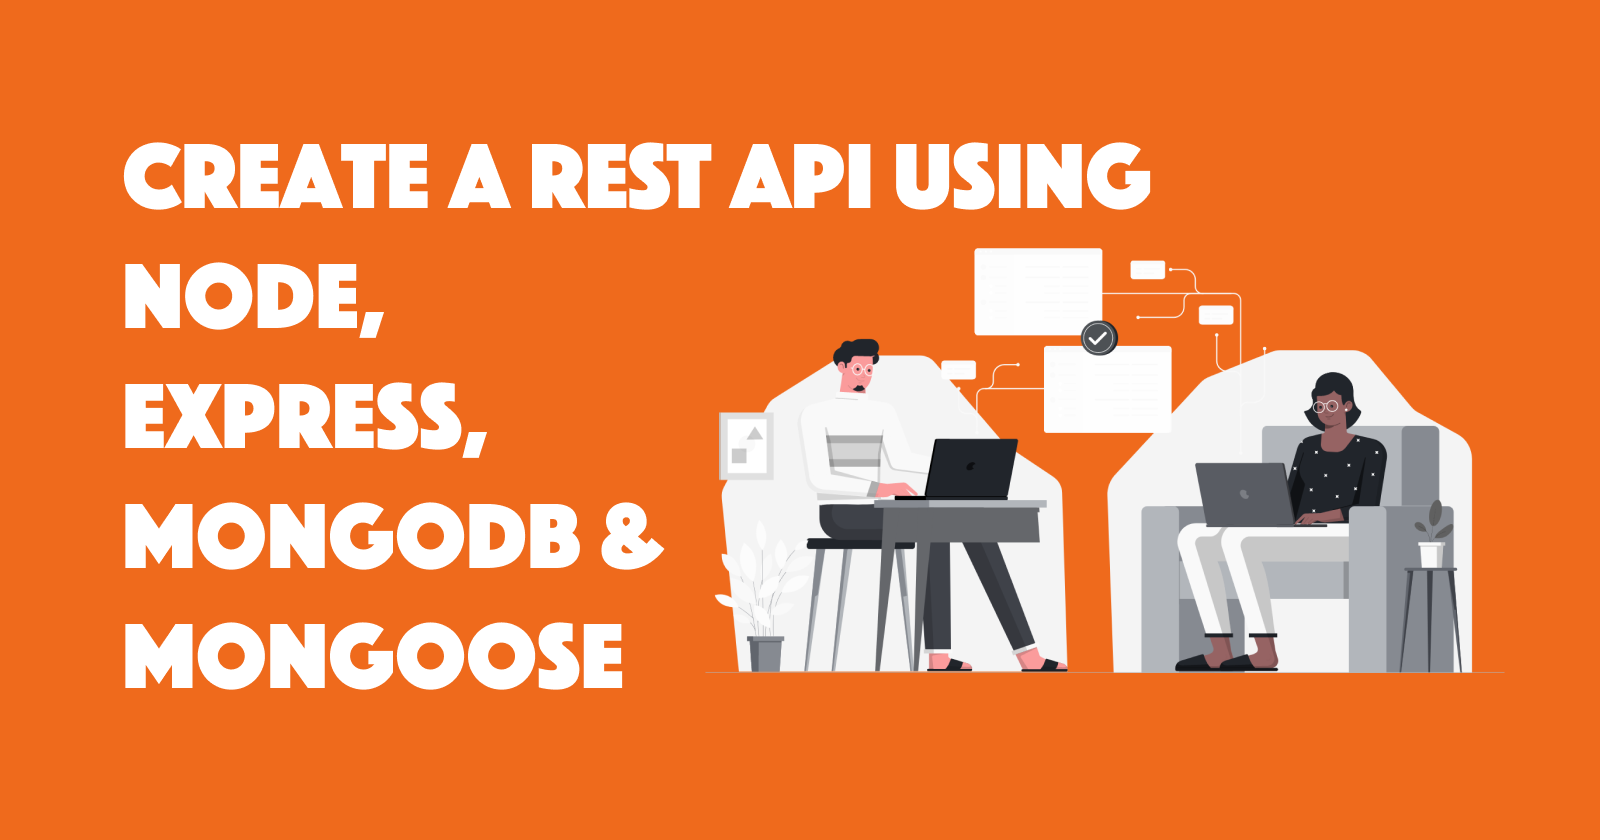 CREATE A REST API USING
NODE,
EXPRESS,
MONGODB &
MONGOOSE